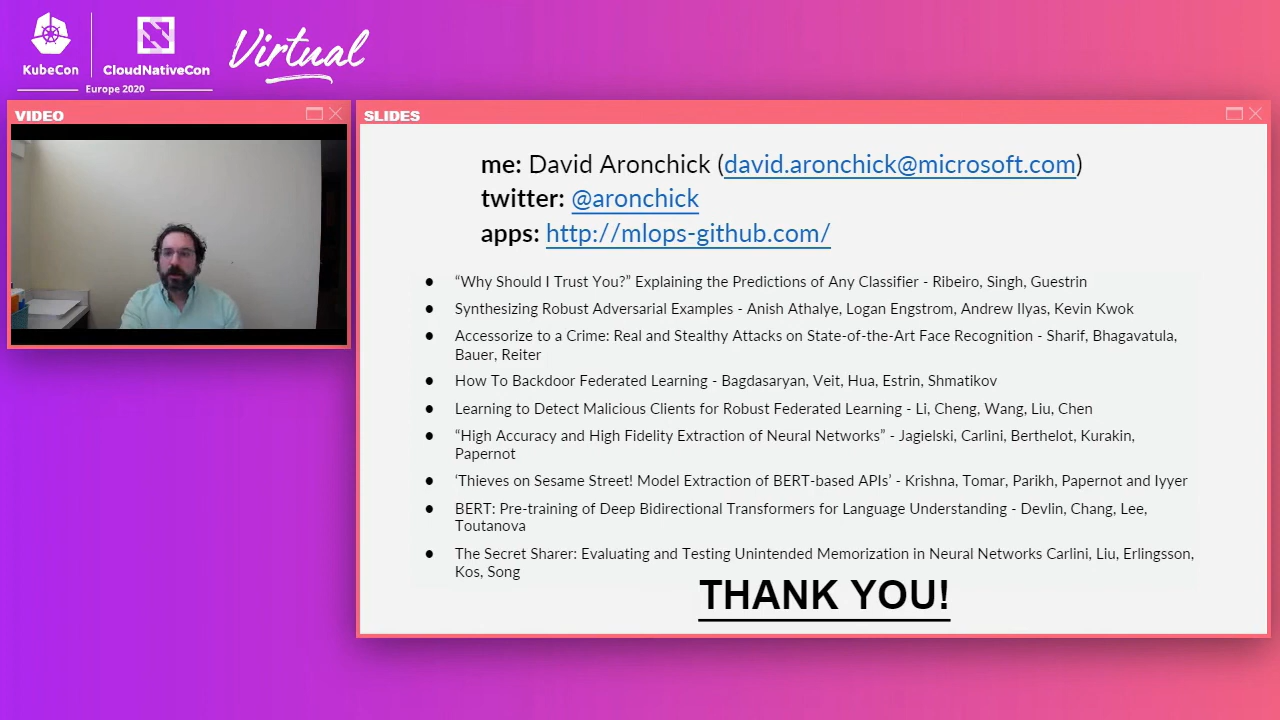 KubeCon
CloudNativeCon
Europe 2020
Virtual
VIDEO
SLIDES
me: David Aronchick (david.aronchick@microsoft.com)
twitter: @aronchick
apps: http://mlops-github.com/
● “Why Should I Trust You?” Explaining the Predictions of Any Classifier - Ribeiro, Singh, Guestrin
● Synthesizing Robust Adversarial Examples - Anish Athalye, Logan Engstrom, Andrew Ilyas, Kevin Kwok
● Accessorize to a Crime: Real and Stealthy Attacks on State-of-the-Art Face Recognition - Sharif, Bhagavatula,
Bauer, Reiter
● How To Backdoor Federated Learning - Bagdasaryan, Veit, Hua, Estrin, Shmatikov
● Learning to Detect Malicious Clients for Robust Federated Learning - Li, Cheng, Wang, Liu, Chen
● “High Accuracy and High Fidelity Extraction of Neural Networks” - Jagielski, Carlini, Berthelot, Kurakin,
Papernot
● ‘Thieves on Sesame Street! Model Extraction of BERT-based APIs’ - Krishna, Tomar, Parikh, Papernot and Iyyer
● BERT: Pre-training of Deep Bidirectional Transformers for Language Understanding - Devlin, Chang, Lee,
Toutanova
● The Secret Sharer: Evaluating and Testing Unintended Memorization in Neural Networks Carlini, Liu, Erlingsson,
Kos, Song
THANK YOU!